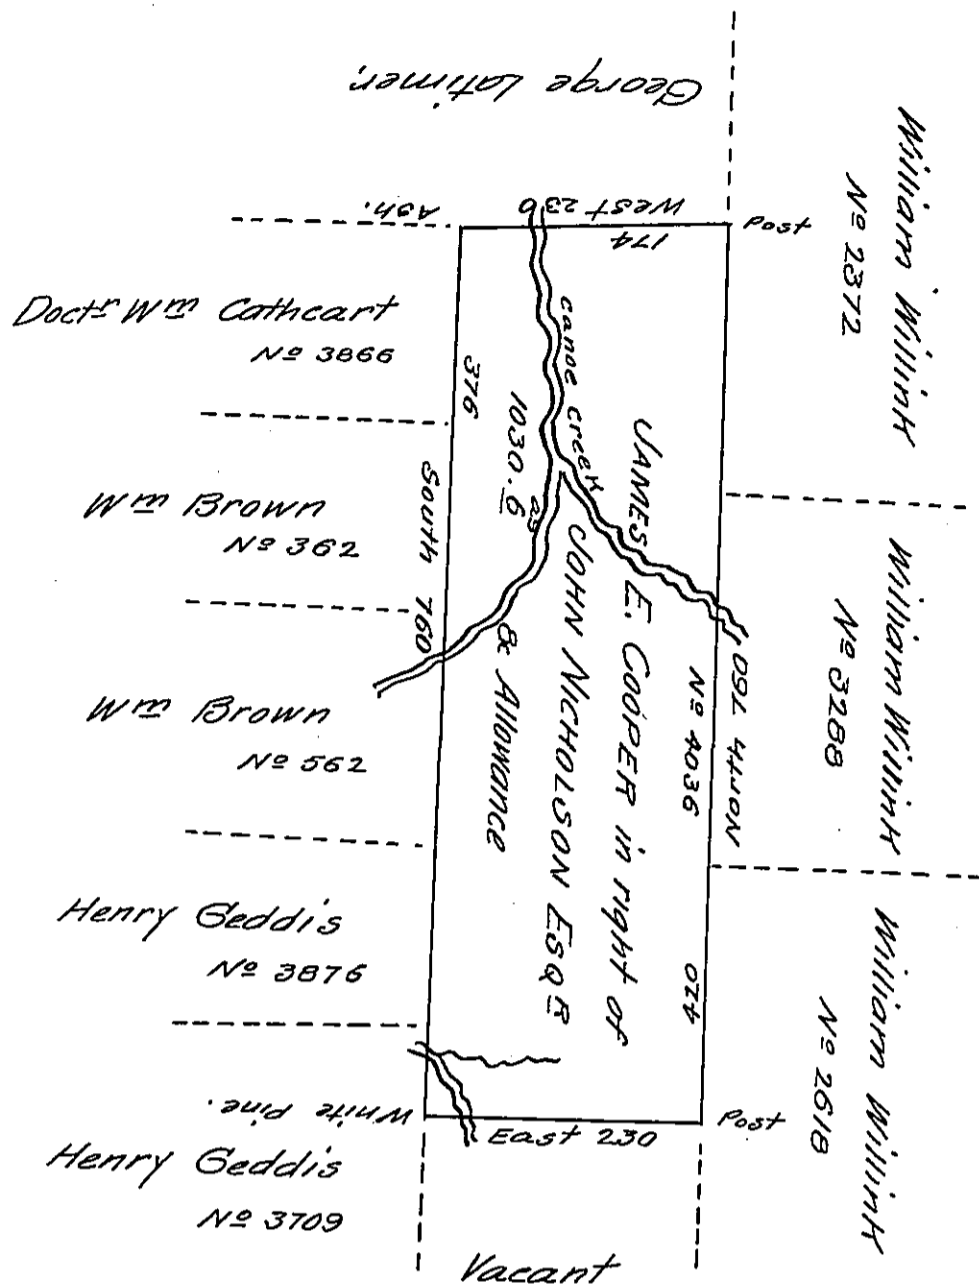 George Latimer,
West 230
Ash.
Post
174
William Willink
Nº 2372
Doctr Wm Cathcart
Nº 3866
376
canoe creek
1030.6
29
& Allowance
JAMES E. COOPER in right of
JOHN NICHOLSON ESQR
Nº 4036
Wm Brown
Nº 362
South 760
North 760
William Willink
Nº 3288
Wm Brown
Nº 562
Henry Geddis
Nº 3876
420
William Willink
Nº 2618
White Pine.
East 230
Post
Henry Geddis
Nº 3709
Vacant